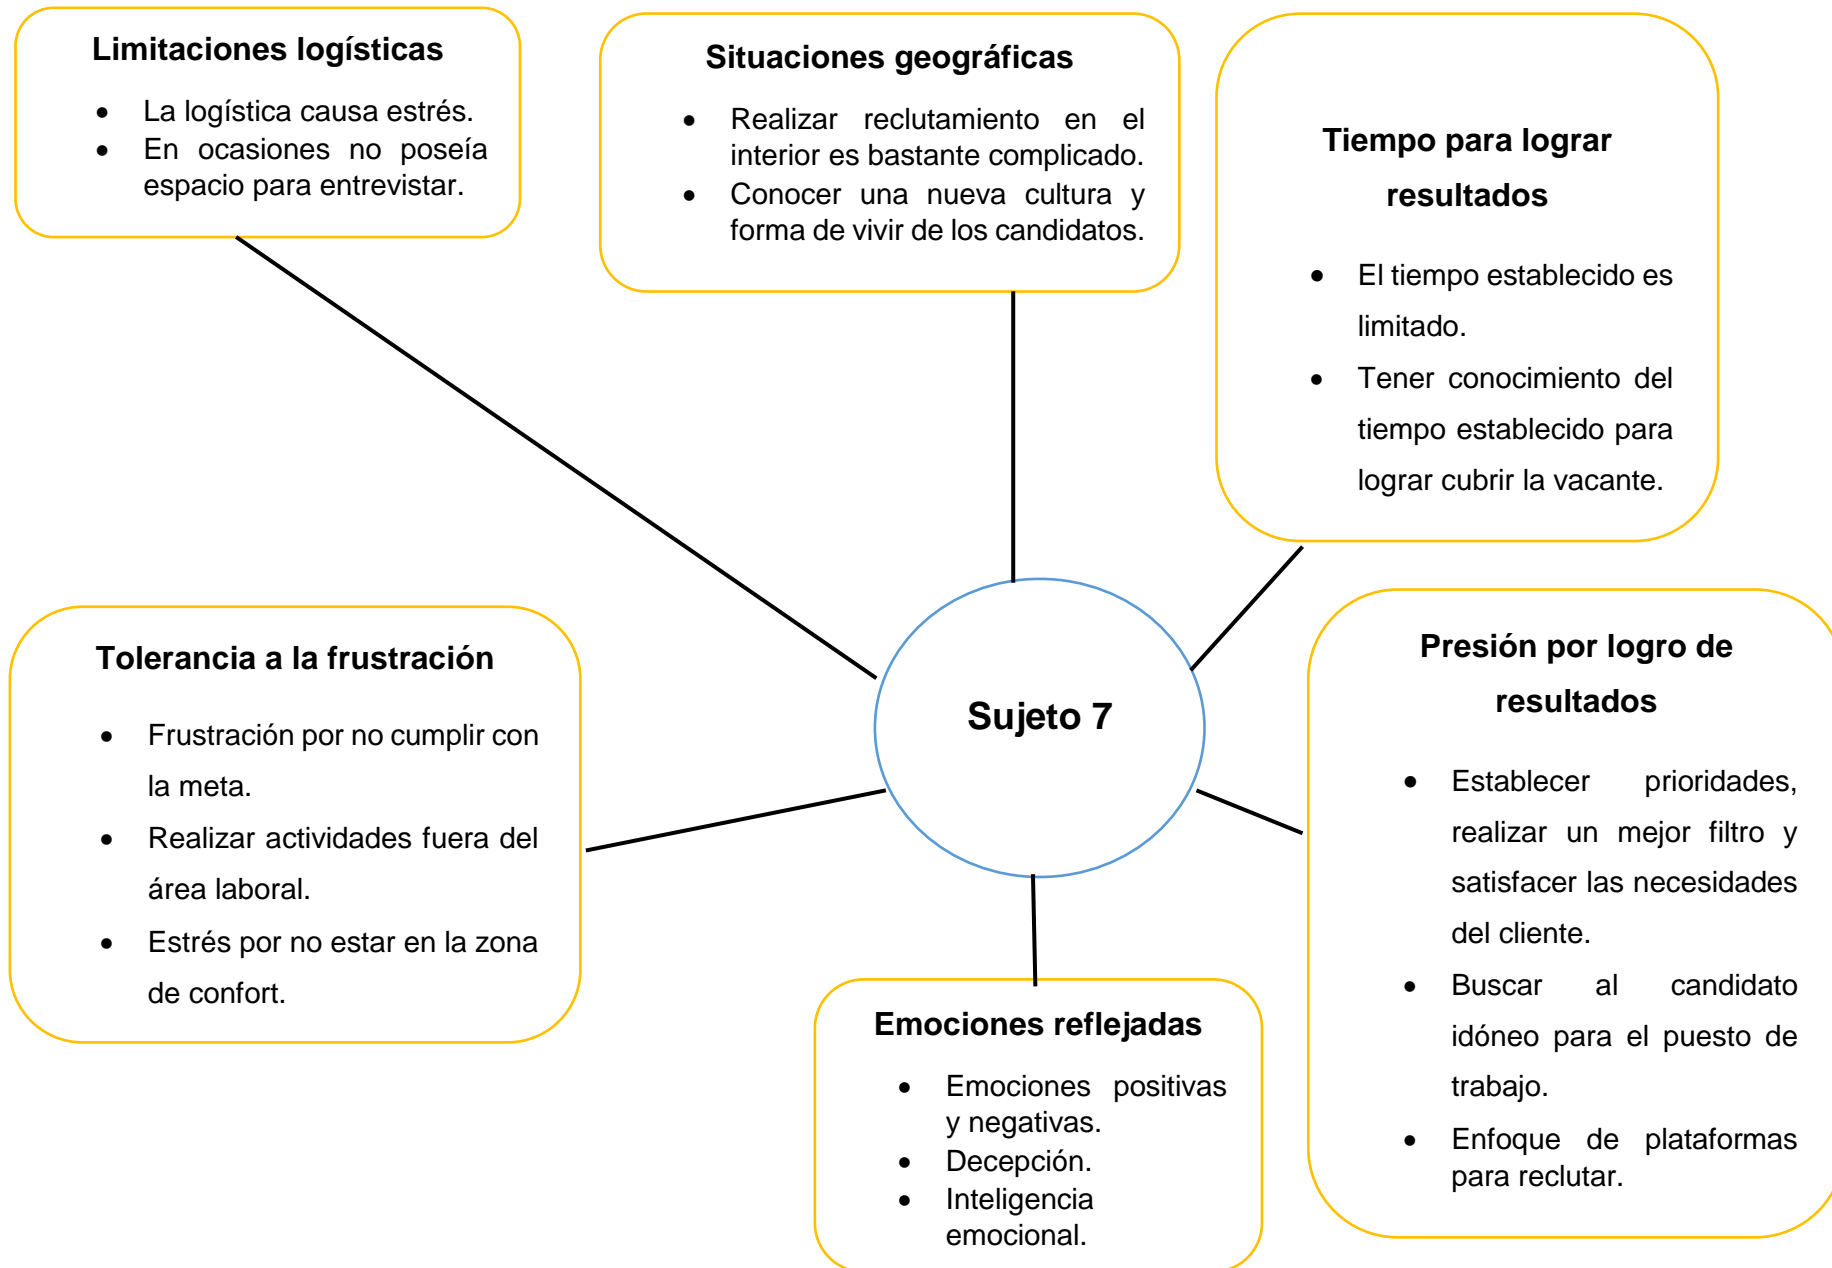 Limitaciones logísticas
• La logística causa estrés.
• En ocasiones no poseía
espacio para entrevistar.
Situaciones geográficas
• Realizar reclutamiento en el
interior es bastante complicado.
• Conocer una nueva cultura y
forma de vivir de los candidatos.
Tiempo para lograr
resultados
• El tiempo establecido es
limitado.
• Tener conocimiento del
tiempo establecido para
lograr cubrir la vacante.
Tolerancia a la frustración
• Frustración por no cumplir con
la meta.
• Realizar actividades fuera del
área laboral.
• Estrés por no estar en la zona
de confort.
Sujeto 7
Presión por logro de
resultados
• Establecer prioridades,
realizar un mejor filtro y
satisfacer las necesidades
del cliente.
• Buscar al candidato
idóneo para el puesto de
trabajo.
• Enfoque de plataformas
para reclutar.
Emociones reflejadas
• Emociones positivas
y negativas.
• Decepción.
• Inteligencia
emocional.